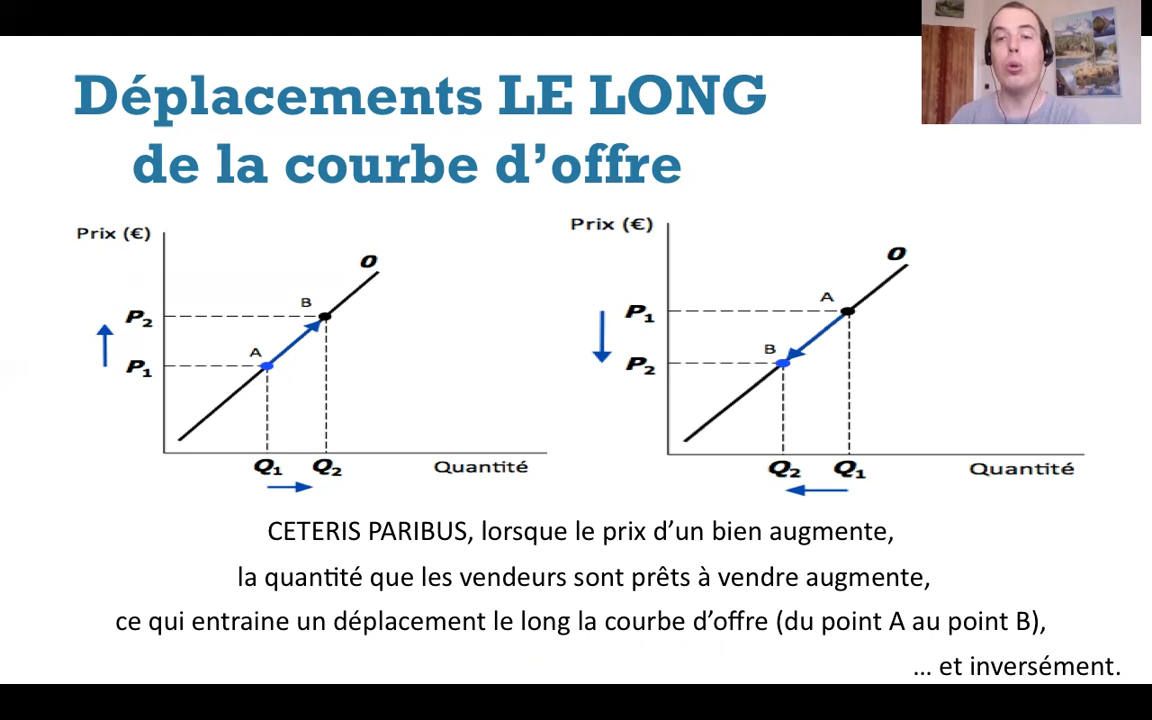 Déplacements LE LONG
de la courbe d’offre
Prix (€)
O
B
P2
A
P1
Q1 Q2 Quantité
Prix (€)
O
A
P1
B
P2
Q2 Q1 Quantité
CETERIS PARIBUS, lorsque le prix d’un bien augmente,
la quantité que les vendeurs sont prêts à vendre augmente,
ce qui entraine un déplacement le long la courbe d’offre (du point A au point B),
... et inversément.